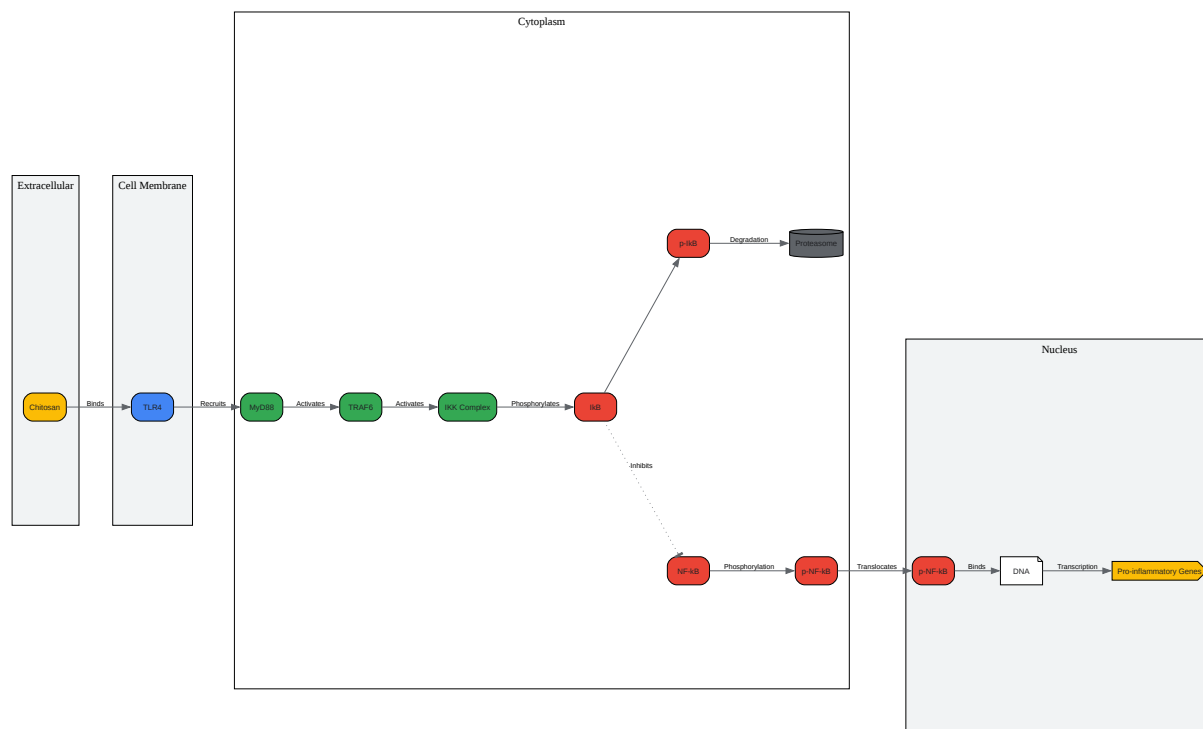 Cytoplasm
Extracellular
Cell Membrane
p-IkB
Degradation
Proteasome
Nucleus
Chitosan
Binds
TLR4
Recruits
MyD88
Activates
TRAF6
Activates
IKK Complex
Phosphorylates
IkB
Inhibits
NF-kB
Phosphorylation
p-NF-kB
Translocates
p-NF-kB
Binds
DNA
Transcription
Pro-inflammatory Genes